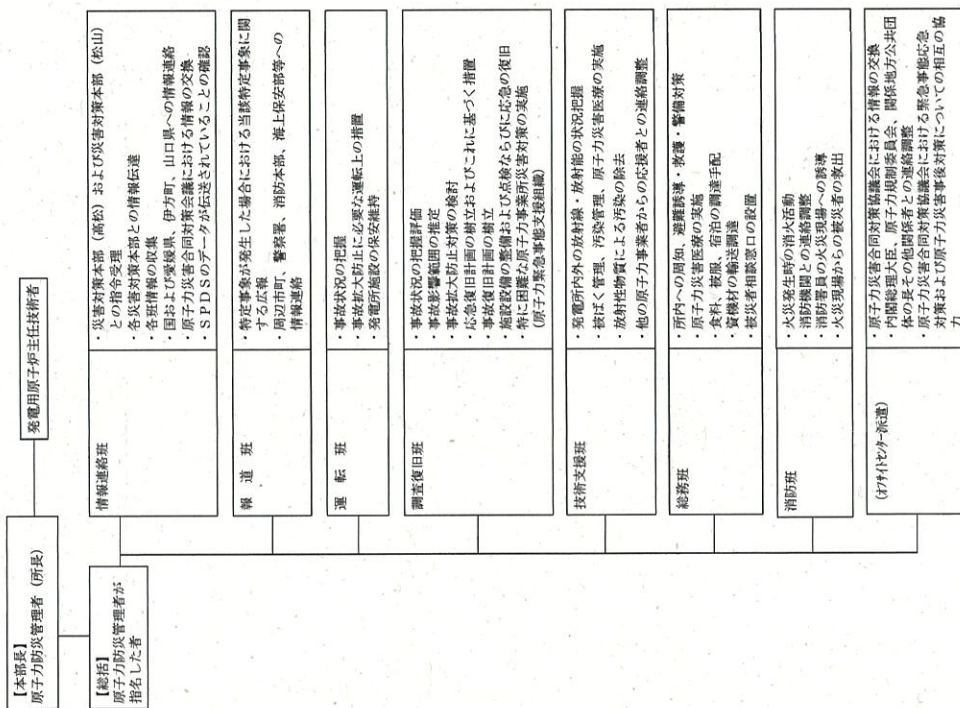 【本部長】
原子力防災管理者（所長）
発電用原子炉主任技術者
【総括】
原子力防災管理者が
指名した者
情報連絡班
・災害対策本部（高松）および災害対策本部（松山）
との指令受理
・各災害対策本部との情報伝達
・各班情報の収集
・国および愛媛県、伊方町、山口県への情報連絡
・原子力災害合同対策協議会における情報の交換
・ＳＰＤＳのデータが伝送されていることの確認
報道班
・特定事象が発生した場合における当該特定事象に関
する広報
・周辺市町、警察署、消防本部、海上保安部等への
情報連絡
運転班
・事故状況の把握
・事故拡大防止に必要な運転上の措置
・発電所施設の保安維持
調査復旧班
・事故状況の把握評価
・事故影響範囲の推定
・事故拡大防止対策の検討
・応急復旧計画の樹立およびこれに基づく措置
・事故復旧計画の樹立
・施設設備の整備および点検ならびに応急の復旧
・特に困難な原子力事業所災害対策の実施
（原子力緊急事態支援組織）
技術支援班
・発電所内外の放射線・放射能の状況把握
・被ばく管理、汚染管理、原子力災害医療の実施
・放射性物質による汚染の除去
・他の原子力事業者からの応援者との連絡調整
総務班
・所内への周知、避難誘導・救護・警備対策
・原子力災害医療の実施
・食料、被服、宿泊の調達手配
・資機材の輸送調達
・被災者相談窓口の設置
消防班
・火災発生時の消火活動
・消防機関との連絡調整
・消防署員の火災現場への誘導
・火災現場からの被災者の救出
（オフサイトセンター派遣）
・原子力災害合同対策協議会における情報の交換
・内閣総理大臣、原子力規制委員会、関係地方公共団
体の長その他関係者との連絡調整
・原子力災害合同対策協議会における緊急事態応急
対策および原子力災害事後対策についての相互の協
力